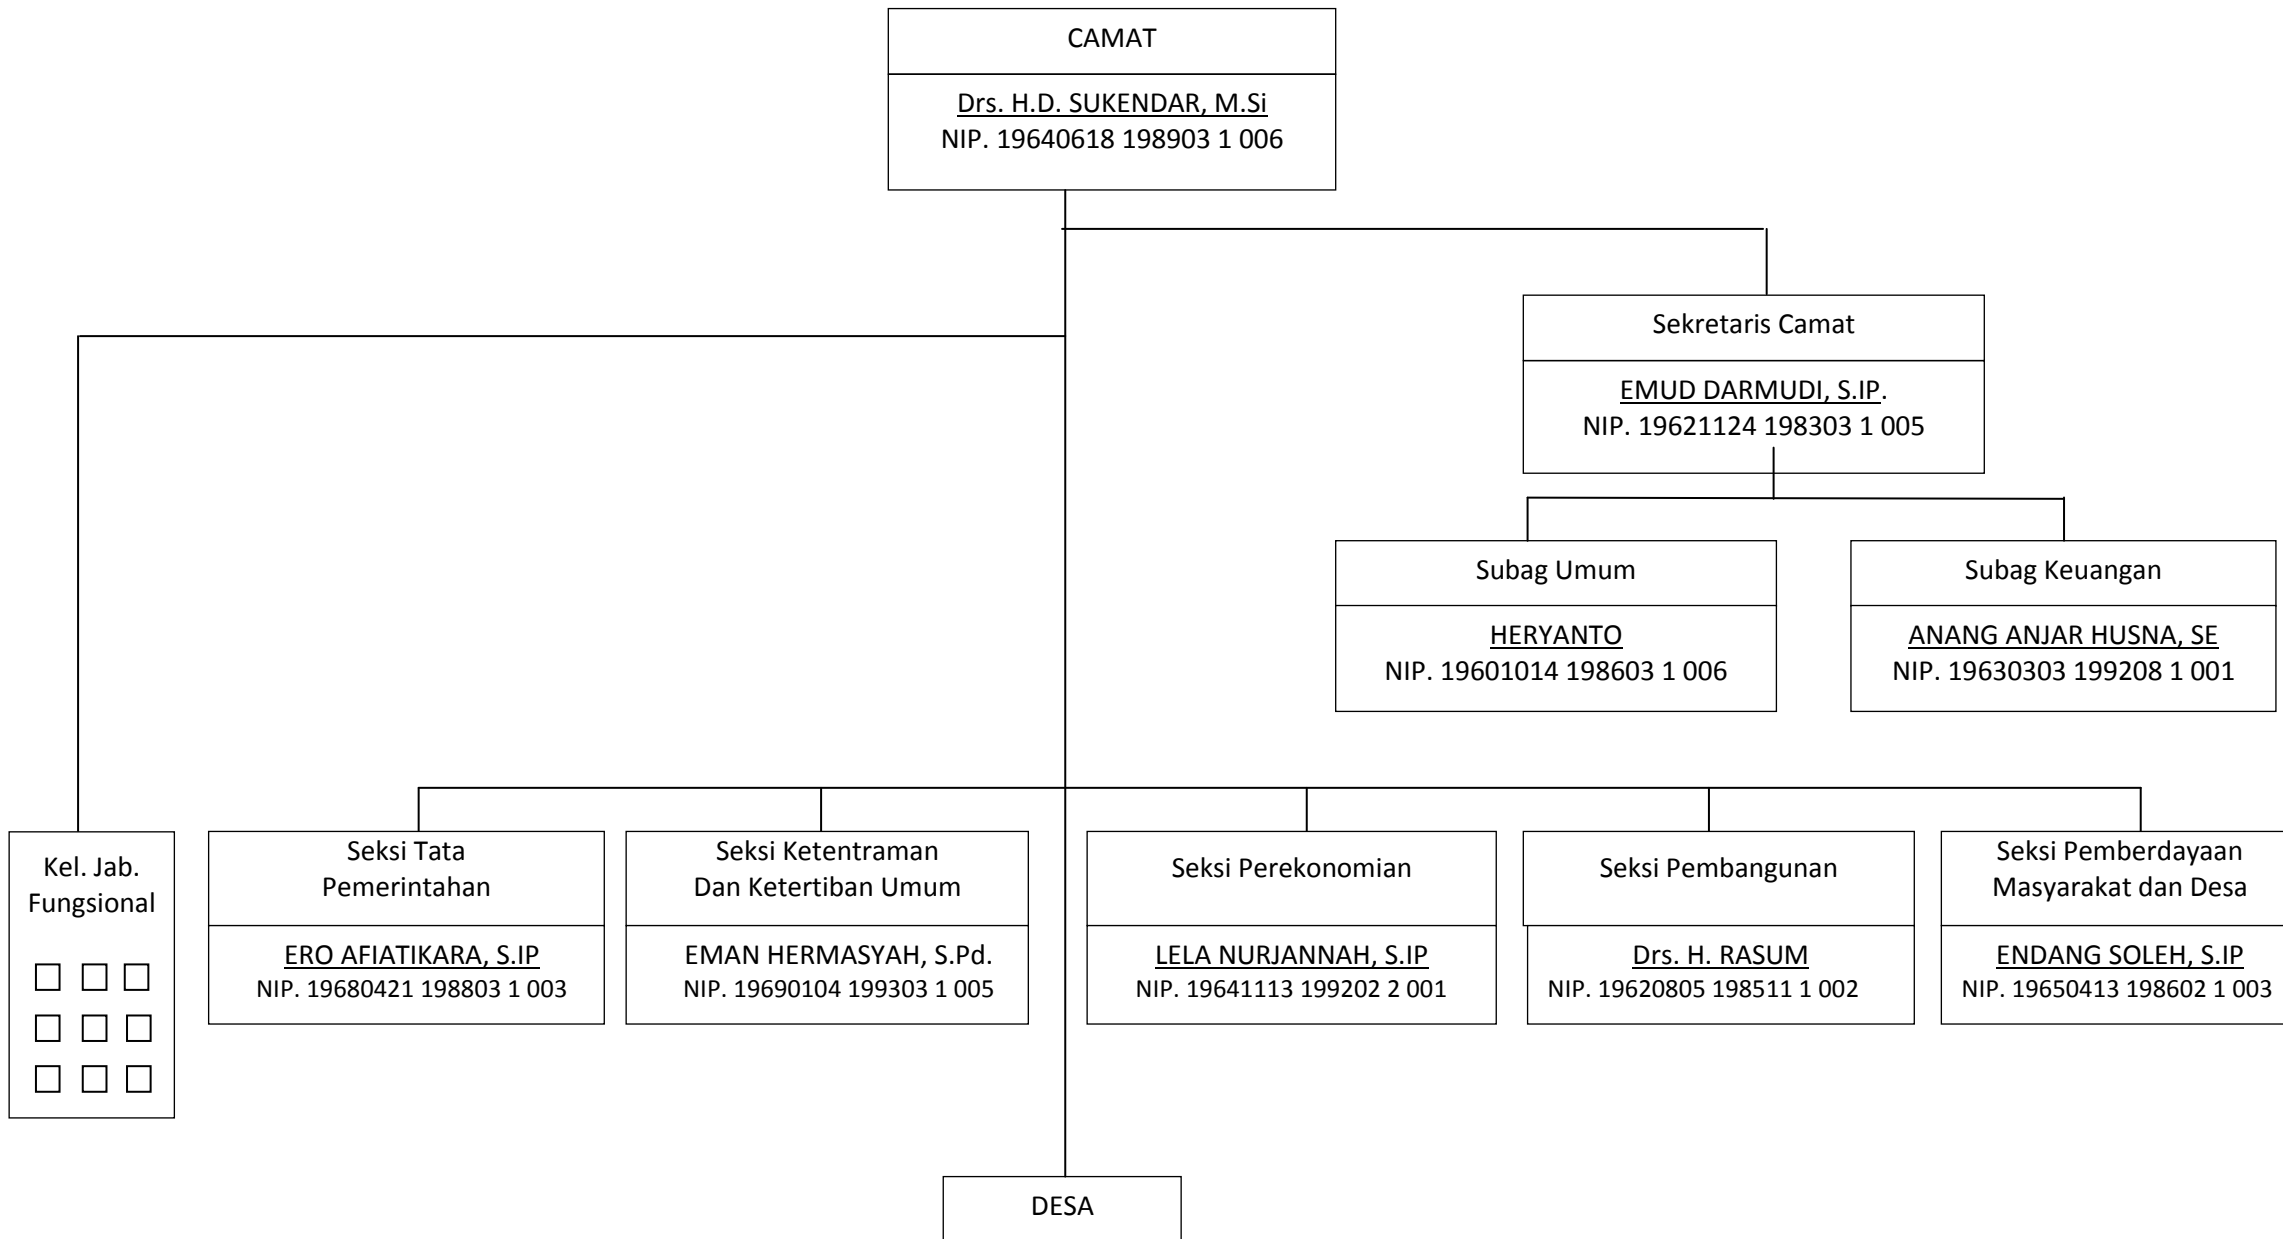 CAMAT
Drs. H.D. SUKENDAR, M.Si
NIP. 19640618 198903 1 006
Sekretaris Camat
EMUD DARMUDI, S.IP.
NIP. 19621124 198303 1 005
Subag Umum
HERYANTO
NIP. 19601014 198603 1 006
Subag Keuangan
ANANG ANJAR HUSNA, SE
NIP. 19630303 199208 1 001
Kel. Jab.
Fungsional
Seksi Tata
Pemerintahan
ERO AFIATIKARA, S.IP
NIP. 19680421 198803 1 003
Seksi Ketentraman
Dan Ketertiban Umum
EMAN HERMASYAH, S.Pd.
NIP. 19690104 199303 1 005
Seksi Perekonomian
LELA NURJANNAH, S.IP
NIP. 19641113 199202 2 001
Seksi Pembangunan
Drs. H. RASUM
NIP. 19620805 198511 1 002
Seksi Pemberdayaan
Masyarakat dan Desa
ENDANG SOLEH, S.IP
NIP. 19650413 198602 1 003
DESA